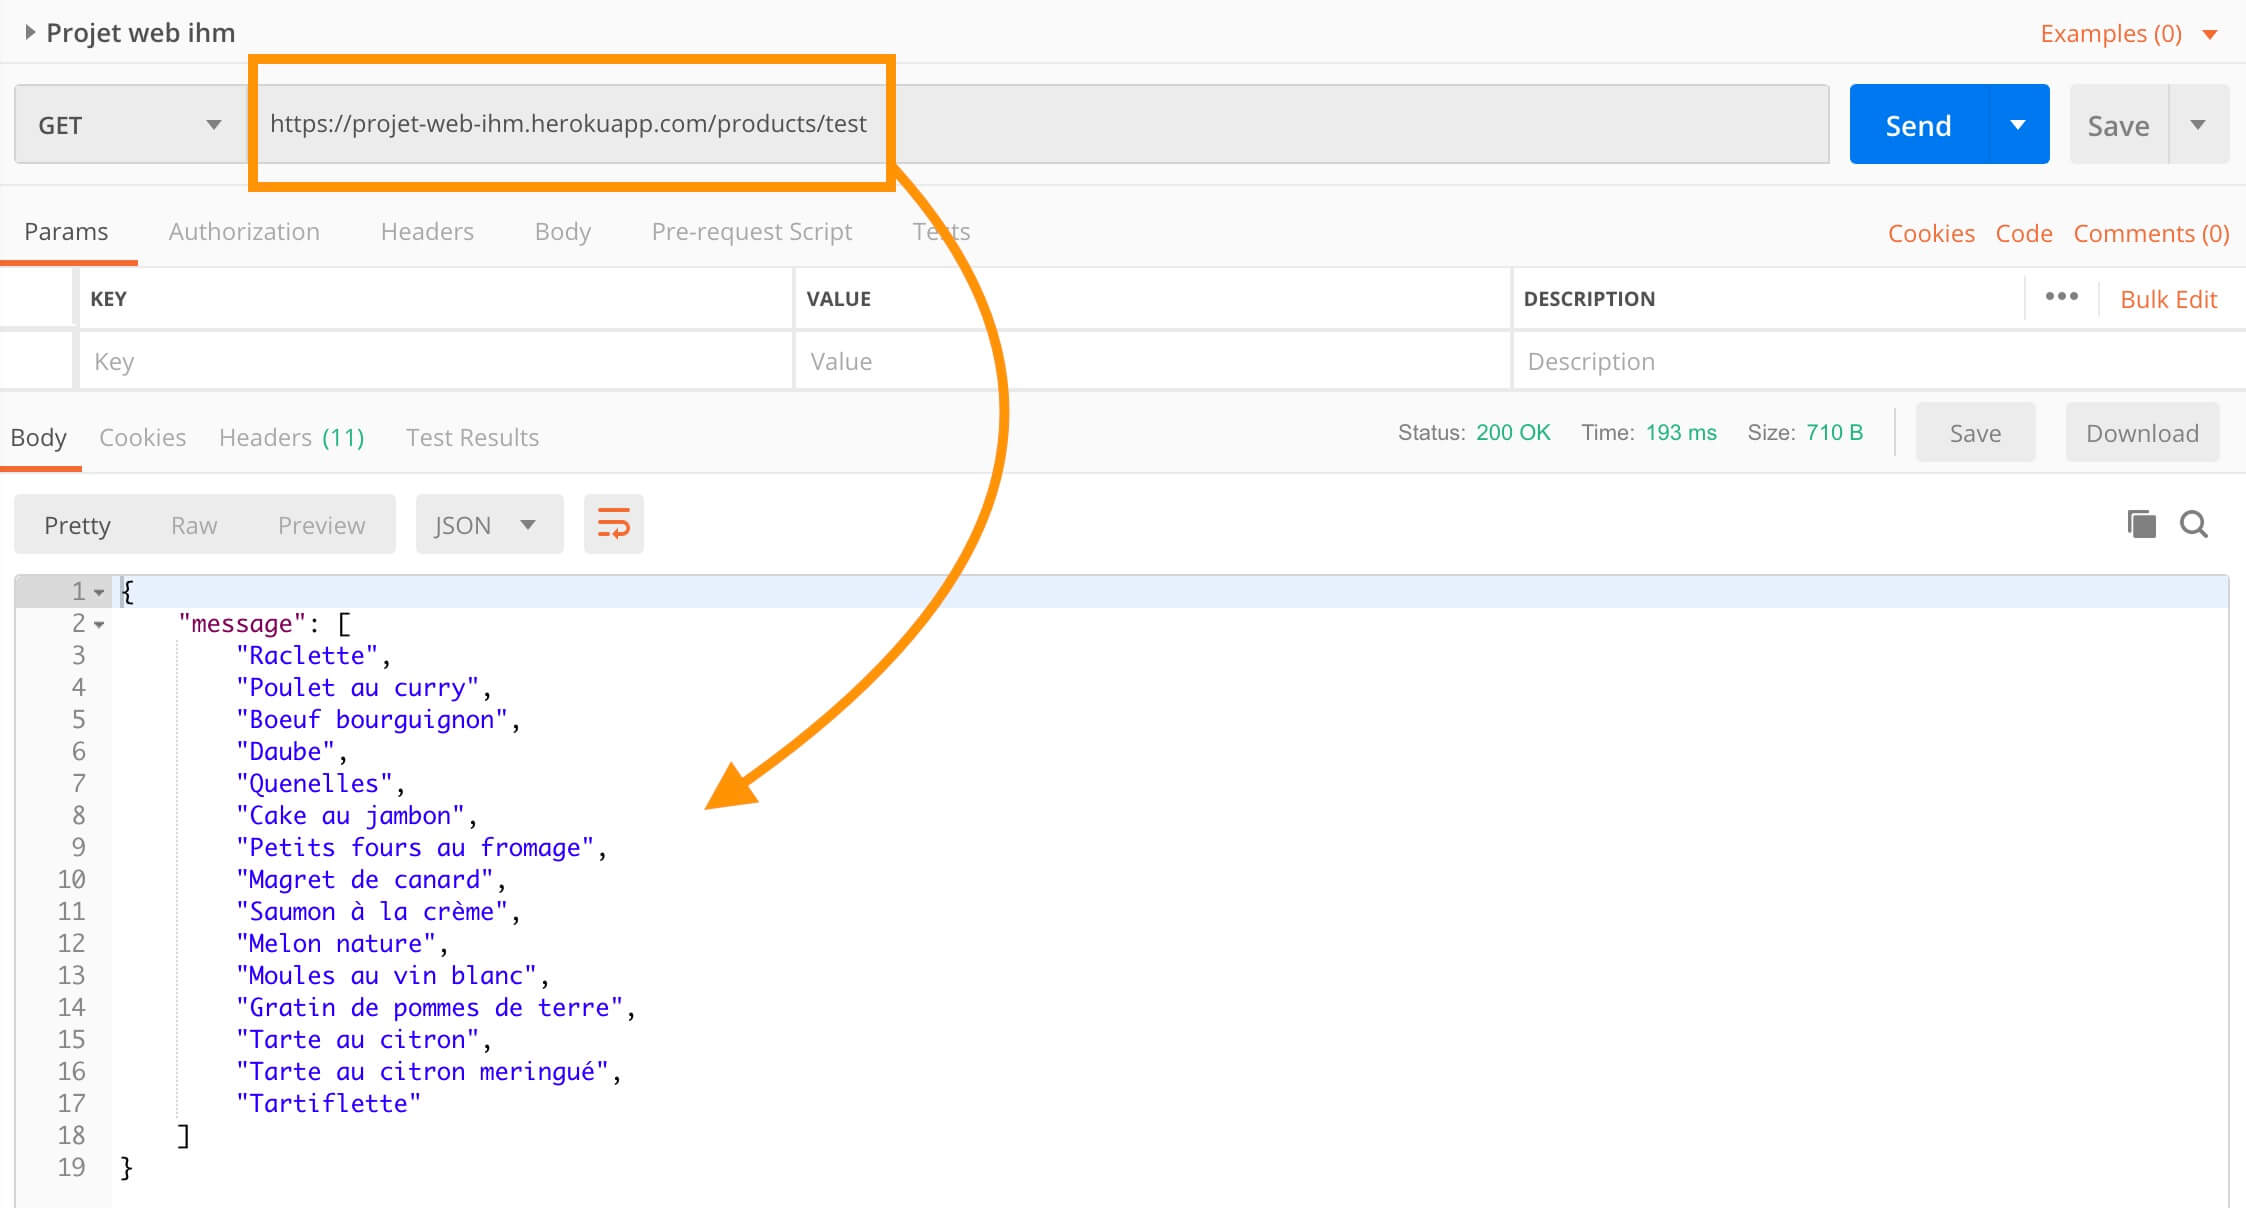 Projet web ihm
Examples (0)
GET
https://projet-web-ihm.herokuapp.com/products/test
Send
Save
Params Authorization Headers Body Pre-request Script Tests
Cookies Code Comments (0)
KEY VALUE DESCRIPTION ••• Bulk Edit
Key Value Description
Body Cookies Headers (11) Test Results
Status: 200 OK Time: 193 ms Size: 710 B
Save Download
Pretty Raw Preview JSON
1 {
2 "message": [
3 "Raclette",
4 "Poulet au curry",
5 "Boeuf bourguignon",
6 "Daube",
7 "Quenelles",
8 "Cake au jambon",
9 "Petits fours au fromage",
10 "Magret de canard",
11 "Saumon à la crème",
12 "Melon nature",
13 "Moules au vin blanc",
14 "Gratin de pommes de terre",
15 "Tarte au citron",
16 "Tarte au citron meringué",
17 "Tartiflette"
18 ]
19 }